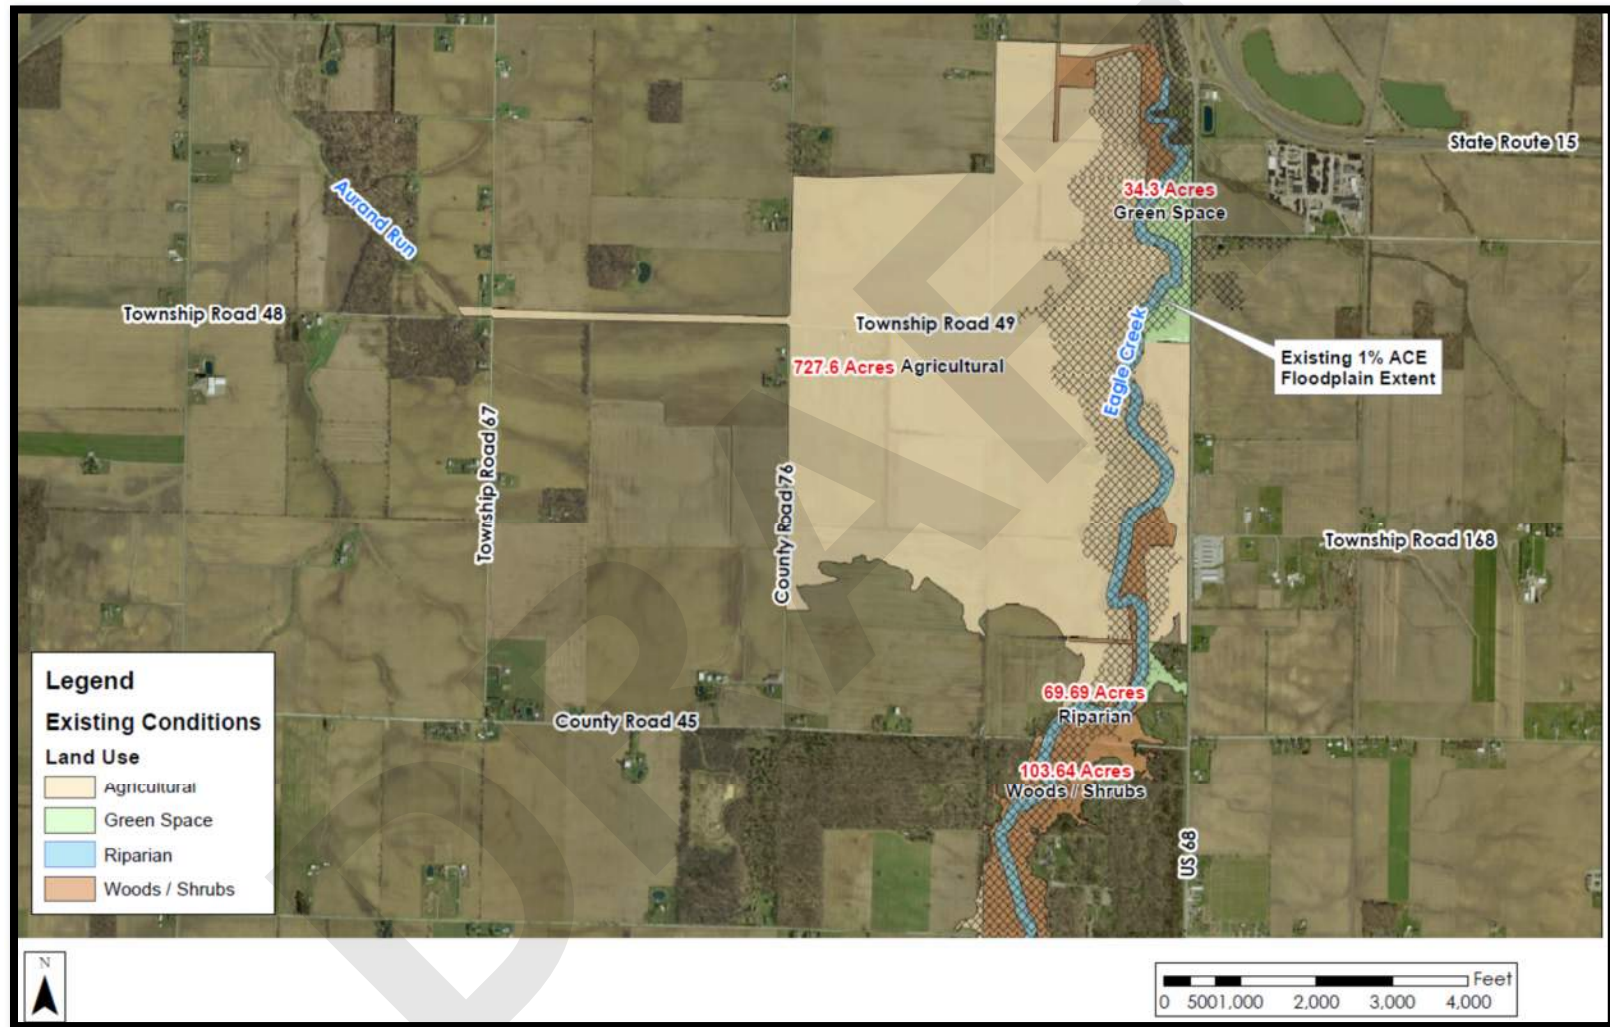 State Route 15
Aurand Run
34.3 Acres
Green Space
Township Road 48
Township Road 49
Eagle Creek
Existing 1% ACE
Floodplain Extent
727.6 Acres Agricultural
Township Road 67
County Road 76
Township Road 168
69.69 Acres
Riparian
County Road 45
103.64 Acres
Woods / Shrubs
US 68
Legend
Existing Conditions
Land Use
Agricultural
Green Space
Riparian
Woods / Shrubs
N
Feet
0 500 1,000 2,000 3,000 4,000
DRAFT